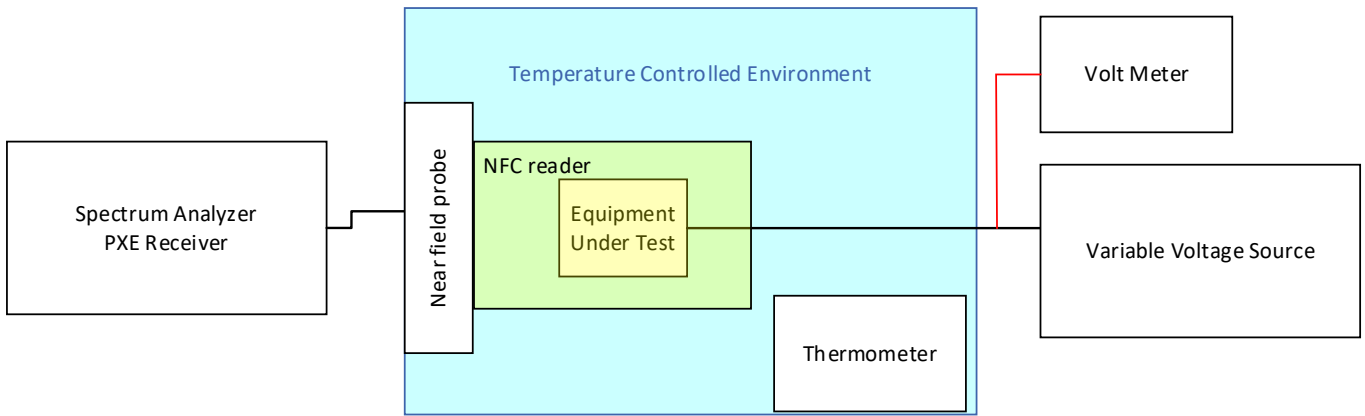 Temperature Controlled Environment
Volt Meter
NFC reader
Spectrum Analyzer
PXE Receiver
Near field probe
Equipment
Under Test
Variable Voltage Source
Thermometer